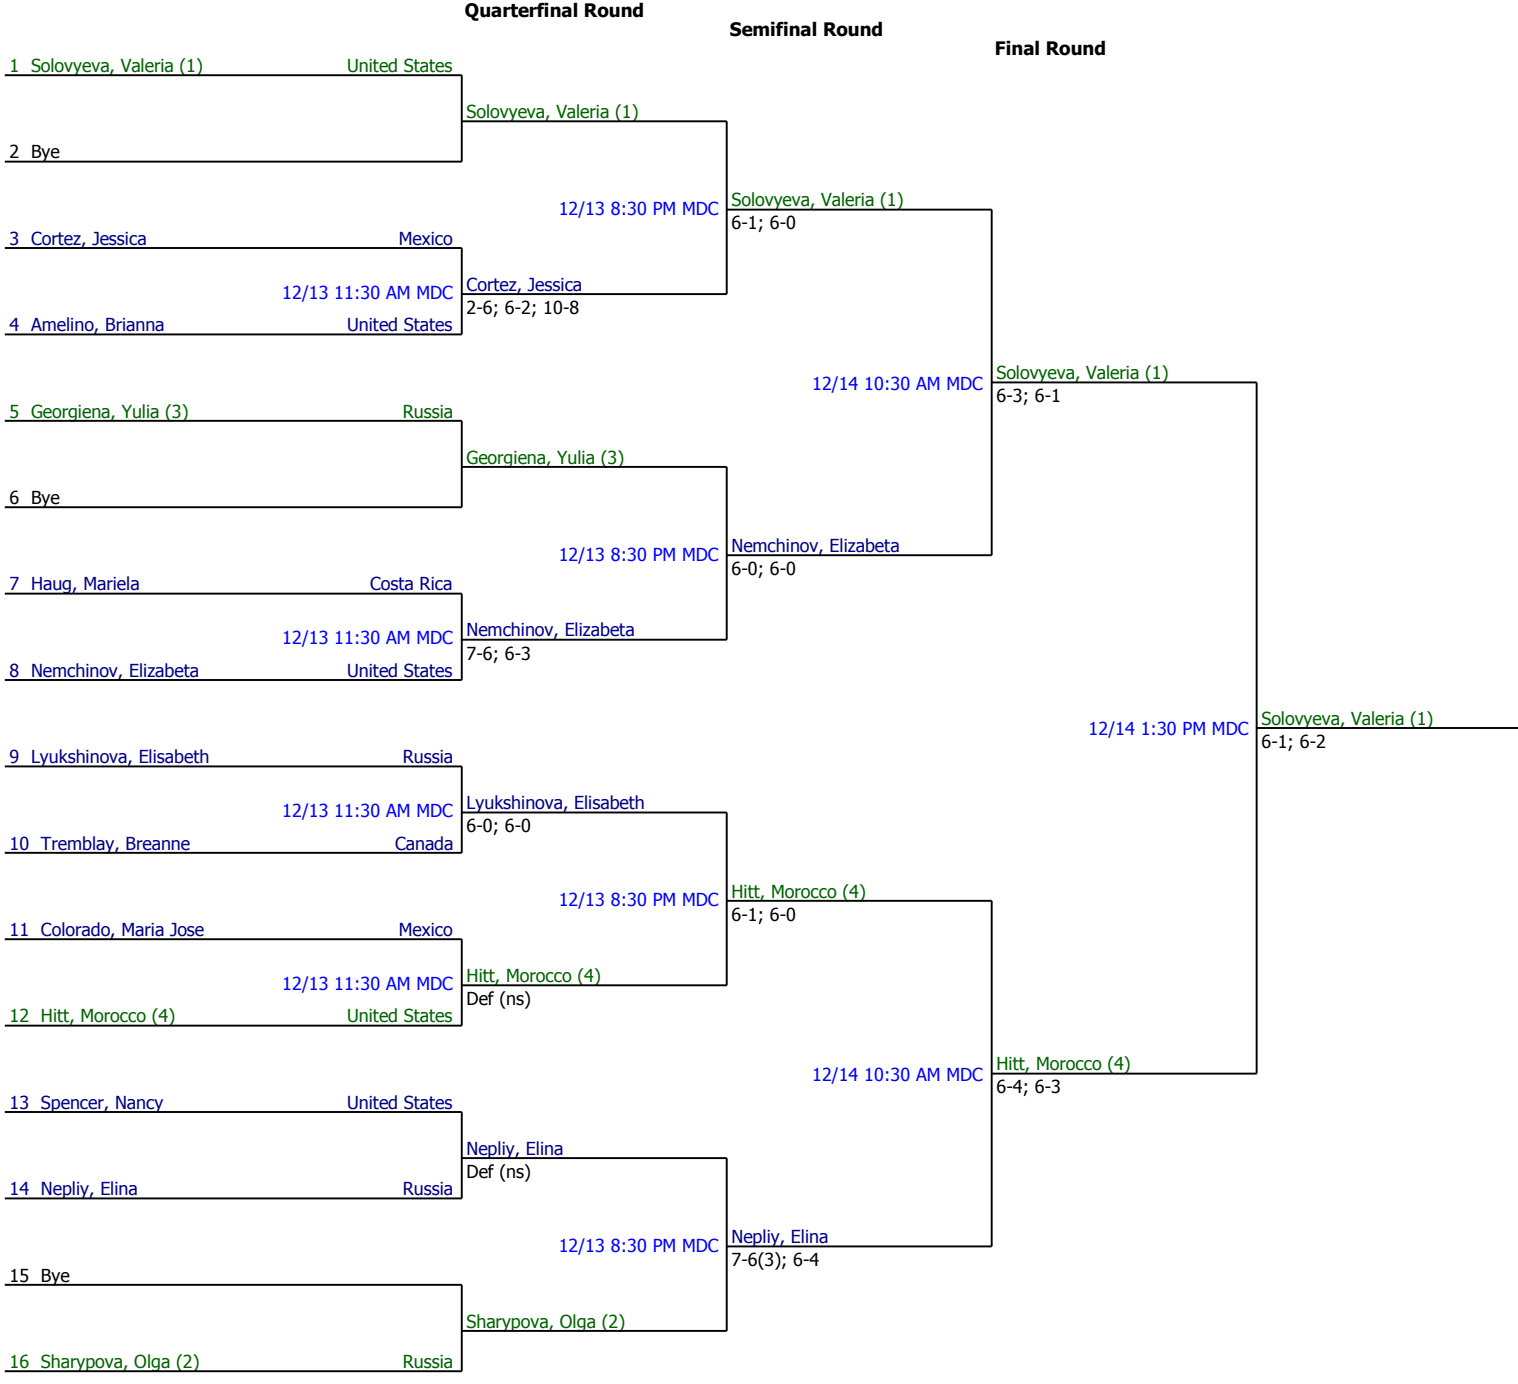 Quarterfinal Round
Semifinal Round
Final Round
1 Solovyeva, Valeria (1) United States
Solovyeva, Valeria (1)
2 Bye
12/13 8:30 PM MDC Solovyeva, Valeria (1)
6-1; 6-0
3 Cortez, Jessica Mexico
12/13 11:30 AM MDC Cortez, Jessica
2-6; 6-2; 10-8
4 Amelino, Brianna United States
12/14 10:30 AM MDC Solovyeva, Valeria (1)
6-3; 6-1
5 Georgiena, Yulia (3) Russia
Georgiena, Yulia (3)
6 Bye
12/13 8:30 PM MDC Nemchinov, Elizabeta
6-0; 6-0
7 Haug, Mariela Costa Rica
12/13 11:30 AM MDC Nemchinov, Elizabeta
7-6; 6-3
8 Nemchinov, Elizabeta United States
12/14 1:30 PM MDC Solovyeva, Valeria (1)
6-1; 6-2
9 Lyukshinova, Elisabeth Russia
12/13 11:30 AM MDC Lyukshinova, Elisabeth
6-0; 6-0
10 Tremblay, Breanne Canada
12/13 8:30 PM MDC Hitt, Morocco (4)
6-1; 6-0
11 Colorado, Maria Jose Mexico
12/13 11:30 AM MDC Hitt, Morocco (4)
Def (ns)
12 Hitt, Morocco (4) United States
12/14 10:30 AM MDC Hitt, Morocco (4)
6-4; 6-3
13 Spencer, Nancy United States
Nepliy, Elina
Def (ns)
14 Nepliy, Elina Russia
12/13 8:30 PM MDC Nepliy, Elina
7-6(3); 6-4
15 Bye
Sharypova, Olga (2)
16 Sharypova, Olga (2) Russia